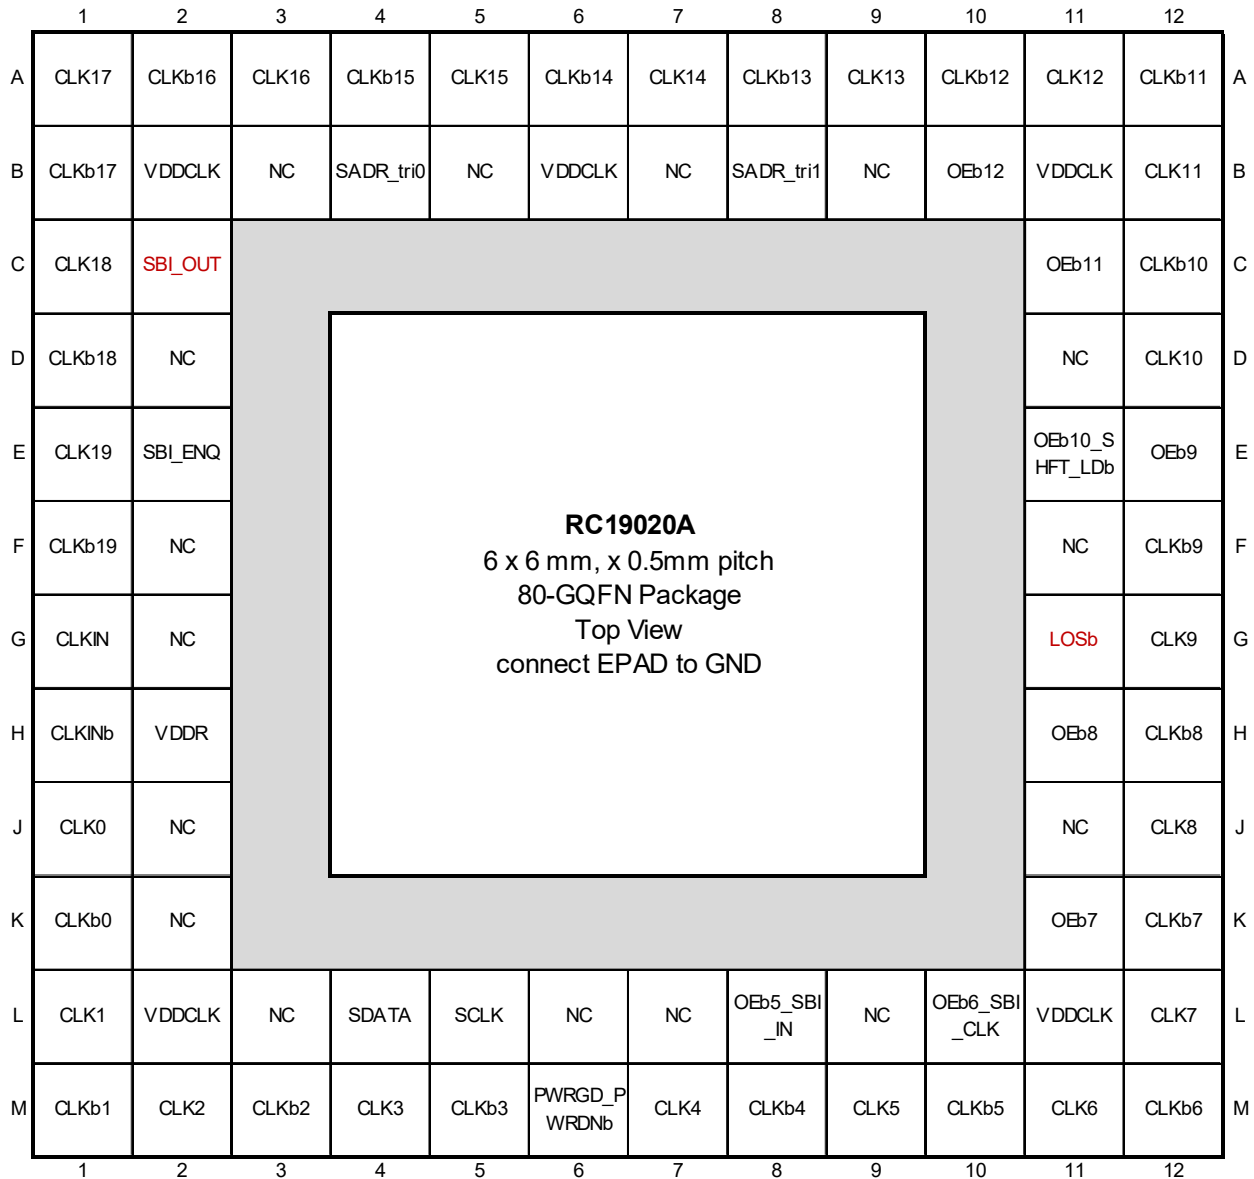 1 2 3 4 5 6 7 8 9 10 11 12
A CLK17 CLKb16 CLK16 CLKb15 CLK15 CLKb14 CLK14 CLKb13 CLK13 CLKb12 CLK12 CLKb11 A
B CLKb17 VDDCLK NC SADR_tri0 NC VDDCLK NC SADR_tri1 NC OEb12 VDDCLK CLK11 B
C CLK18 SBI_OUT OEb11 CLKb10 C
D CLKb18 NC NC CLK10 D
E CLK19 SBI_ENQ OEb10_S
HFT_LDb OEb9 E
F CLKb19 NC NC CLKb9 F
RC19020A
6 x 6 mm, x 0.5mm pitch
80-GQFN Package
Top View
connect EPAD to GND
G CLKIN NC LOSb CLK9 G
H CLKINb VDDR OEb8 CLKb8 H
J CLK0 NC NC CLK8 J
K CLKb0 NC OEb7 CLKb7 K
L CLK1 VDDCLK NC SDATA SCLK NC NC OEb5_SBI
_IN NC OEb6_SBI
_CLK VDDCLK CLK7 L
M CLKb1 CLK2 CLKb2 CLK3 CLKb3 PWRGD_P
WRDNb CLK4 CLKb4 CLK5 CLKb5 CLK6 CLKb6 M
1 2 3 4 5 6 7 8 9 10 11 12